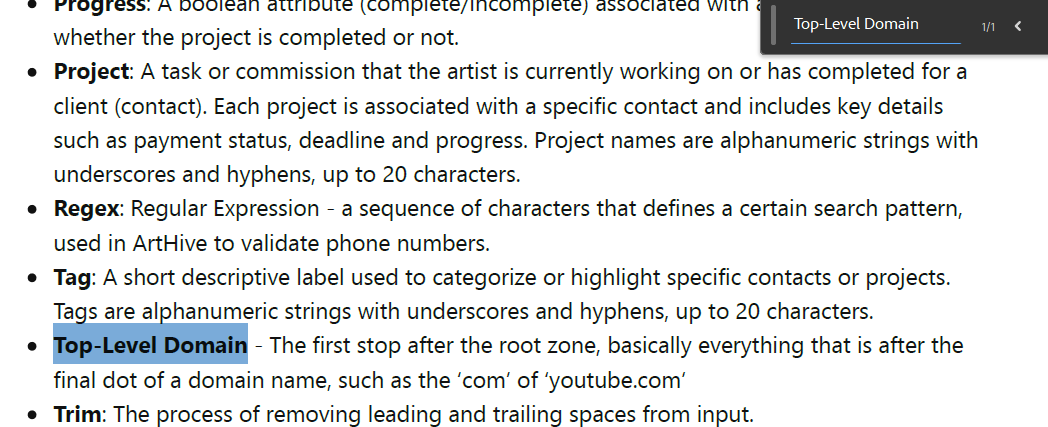 Progress: A boolean attribute (complete/incomplete) associated with
Top-Level Domain 1/1
whether the project is completed or not.
Project: A task or commission that the artist is currently working on or has completed for a
client (contact). Each project is associated with a specific contact and includes key details
such as payment status, deadline and progress. Project names are alphanumeric strings with
underscores and hyphens, up to 20 characters.
Regex: Regular Expression - a sequence of characters that defines a certain search pattern,
used in ArtHive to validate phone numbers.
Tag: A short descriptive label used to categorize or highlight specific contacts or projects.
Tags are alphanumeric strings with underscores and hyphens, up to 20 characters.
Top-Level Domain - The first stop after the root zone, basically everything that is after the
final dot of a domain name, such as the ‘com’ of ‘youtube.com’
Trim: The process of removing leading and trailing spaces from input.